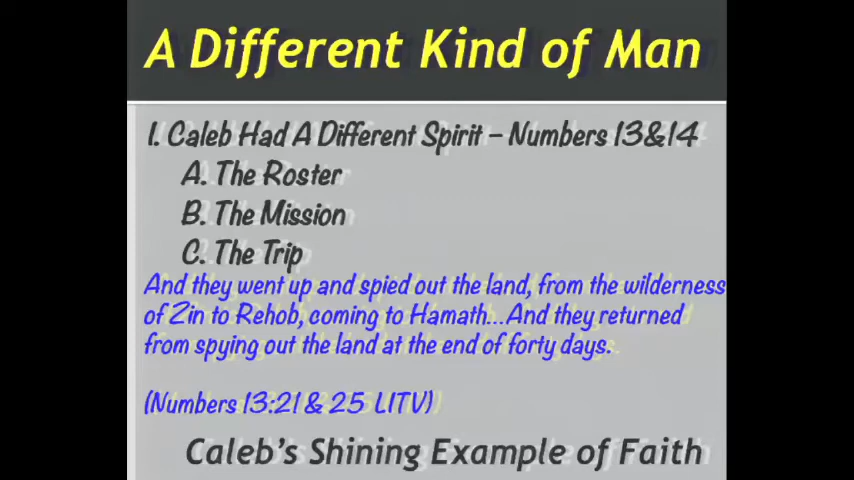 A Different Kind of Man
I. Caleb Had A Different Spirit – Numbers 13&14
A. The Roster
B. The Mission
C. The Trip
And they went up and spied out the land, from the wilderness
of Zin to Rehob, coming to Hamath...And they returned
from spying out the land at the end of forty days.
(Numbers 13:21 & 25 LITV)
Caleb's Shining Example of Faith